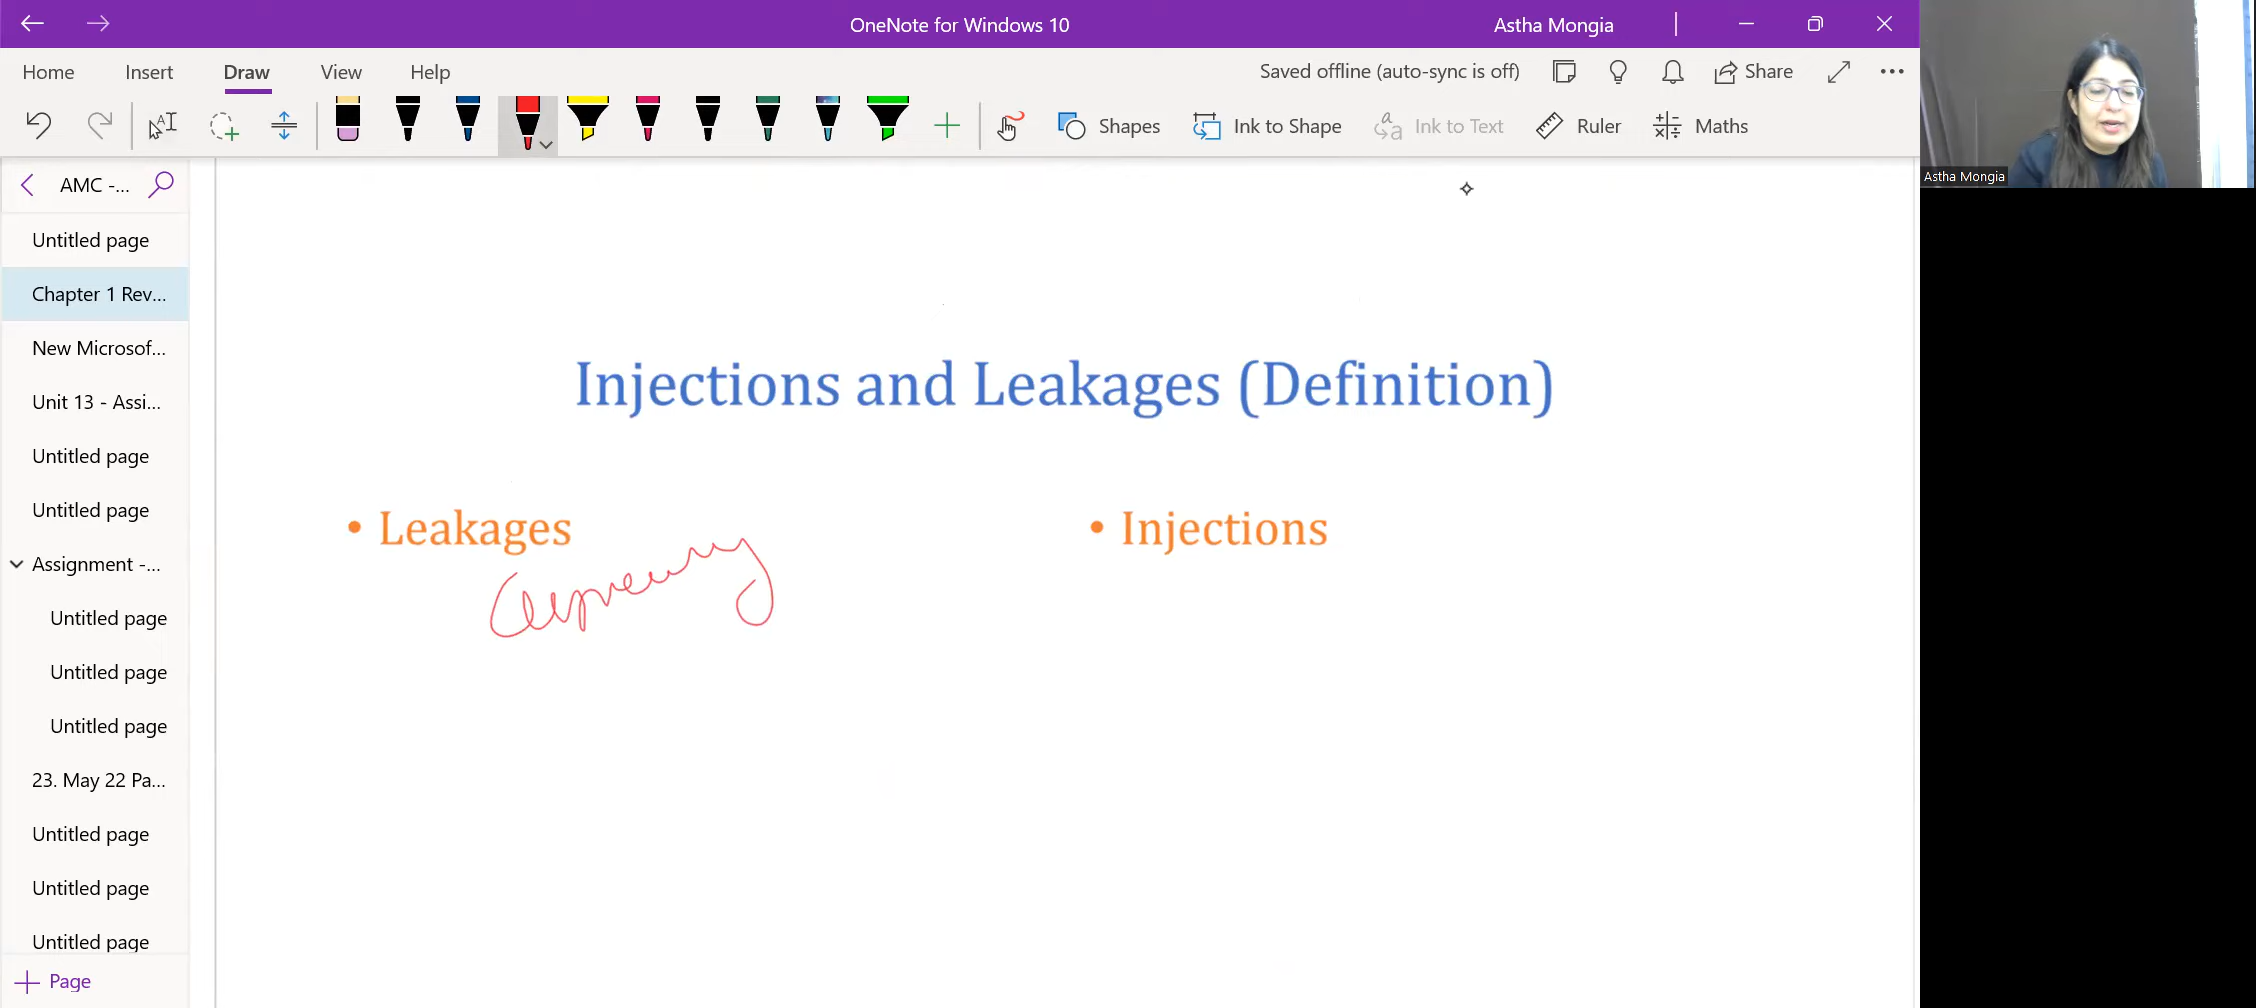 OneNote for Windows 10
Astha Mongia
Home Insert Draw View Help
Saved offline (auto-sync is off) Share
Shapes Ink to Shape Ink to Text Ruler Maths
AMC -...
Untitled page
Chapter 1 Rev...
New Microsof...
Unit 13 - Assi...
Untitled page
Untitled page
Assignment -...
Untitled page
Untitled page
Untitled page
23. May 22 Pa...
Untitled page
Untitled page
Untitled page
Page
Injections and Leakages (Definition)
• Leakages
• Injections
Astha Mongia